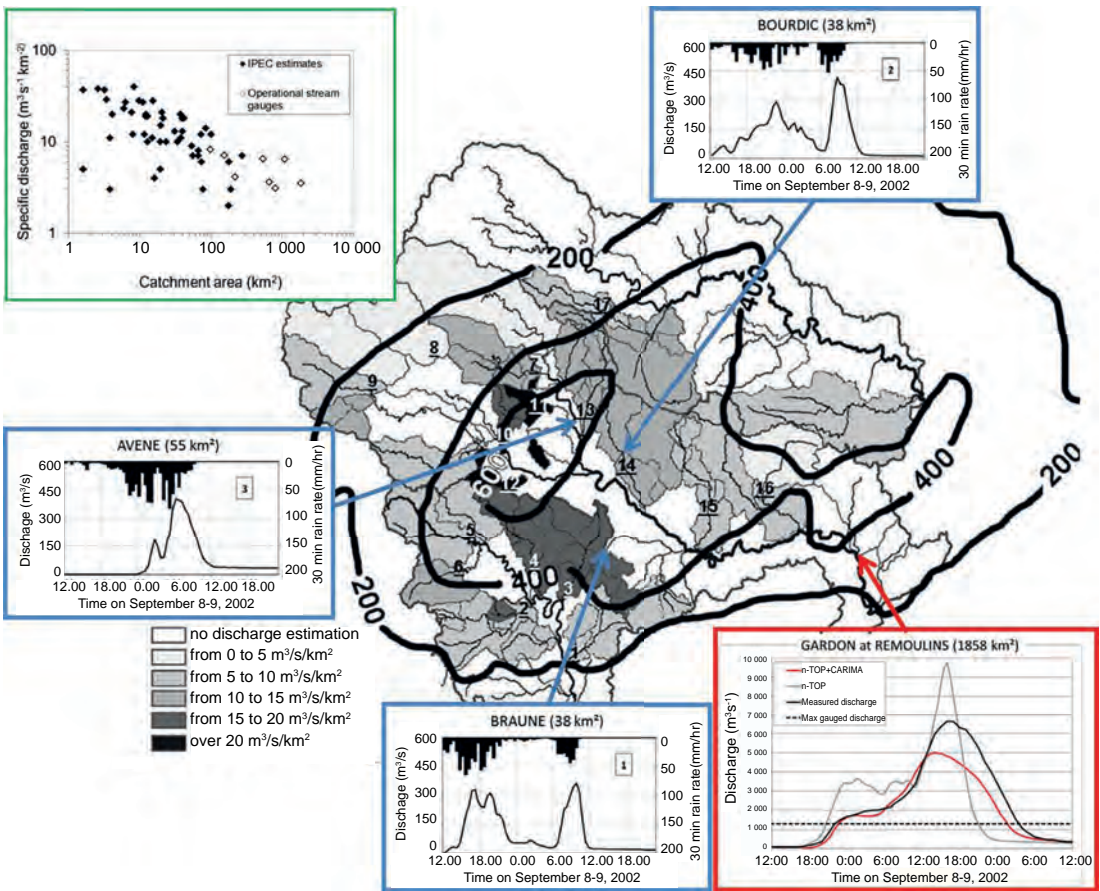 Specific discharge (m³s⁻¹ km⁻²)
100
10
1
1
10
100
1 000
10 000
Catchment area (km²)
IPEC estimates
Operational stream
gauges
BOURDIC (38 km²)
Discharge (m³/s)
600
450
300
150
0
2
0
50
100
150
200
30 min rain rate(mm/hr)
12.00 18.00 0.00 6.00 12.00 18.00
Time on September 8-9, 2002
AVENE (55 km²)
Dischage (m³/s)
600
450
300
150
0
3
0
50
100
150
200
30 min rain rate(mm/hr)
12.00 18.00 0.00 6.00 12.00 18.00
Time on September 8-9, 2002
200
400
200
400
600
400
200
200
17
8
7
9
11
13
10
12
14
15
16
5
6
4
3
2
1
no discharge estimation
from 0 to 5 m³/s/km²
from 5 to 10 m³/s/km²
from 10 to 15 m³/s/km²
from 15 to 20 m³/s/km²
over 20 m³/s/km²
BRAUNE (38 km²)
Dischage (m³/s)
600
450
300
150
0
1
0
50
100
150
200
30 min rain rate(mm/hr)
12.00 18.00 0.00 6.00 12.00 18.00
Time on September 8-9, 2002
GARDON at REMOULINS (1858 km²)
Discharge (m³s⁻¹)
10 000
9 000
8 000
7 000
6 000
5 000
4 000
3 000
2 000
1 000
0
n-TOP+CARIMA
n-TOP
Measured discharge
Max gauged discharge
12:00 18:00 0:00 6:00 12:00 18:00 0:00 6:00 12:00
Time on September 8-9, 2002